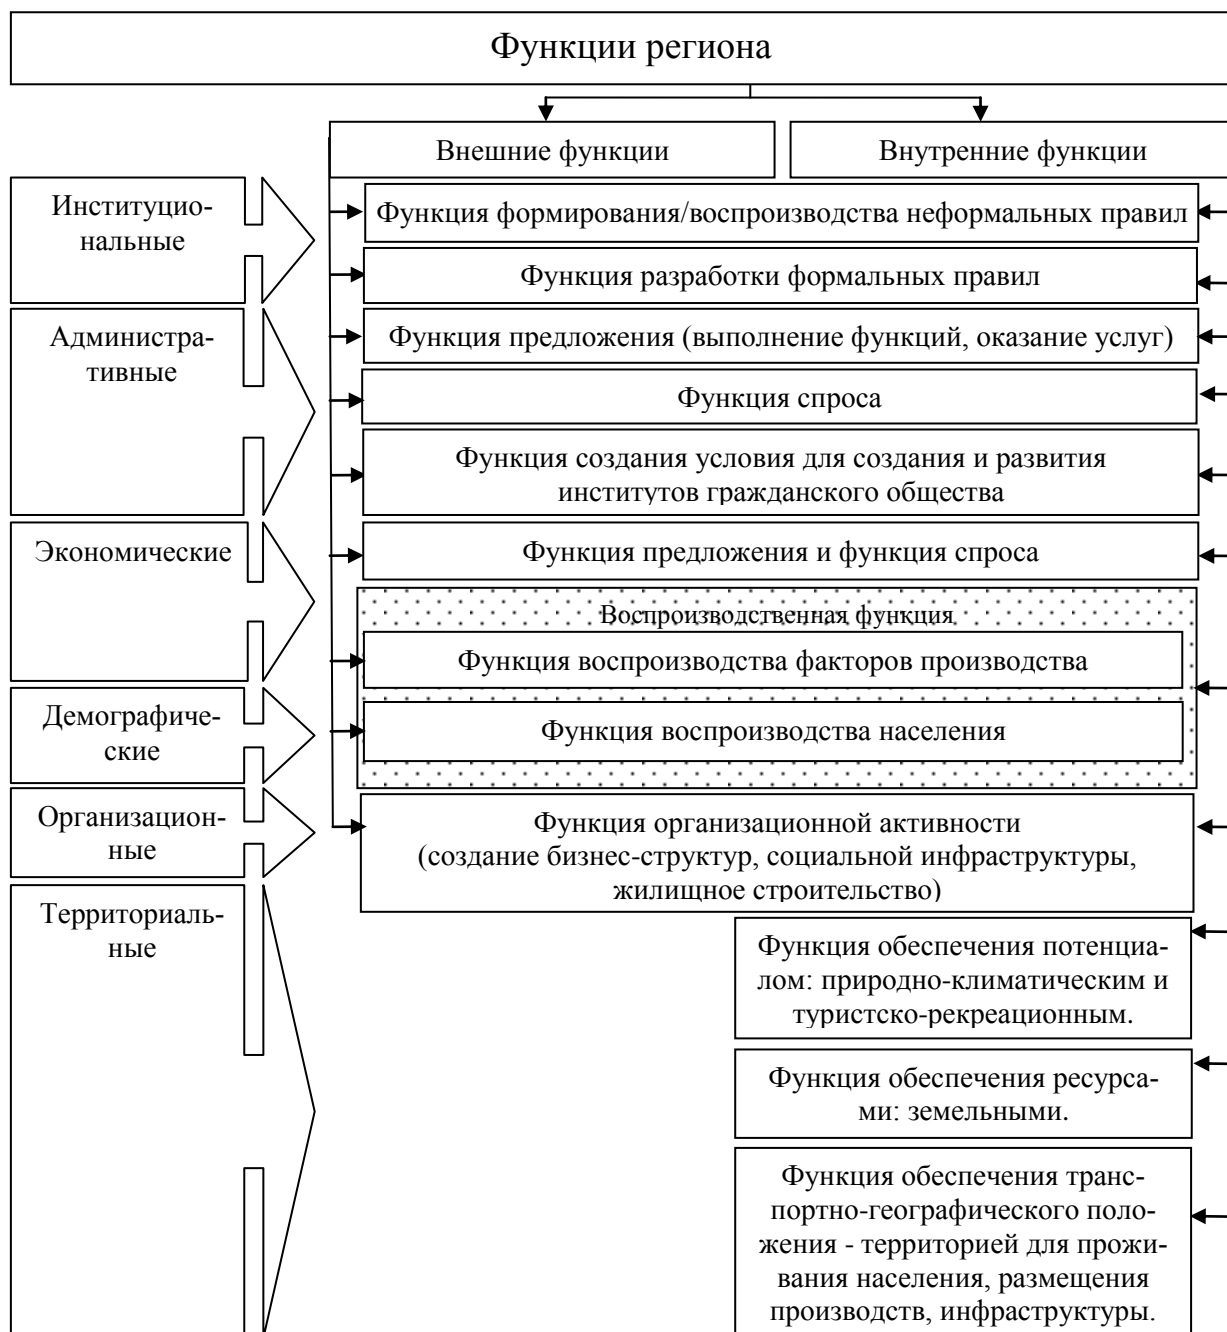 Функции региона
Внешние функции
Внутренние функции
Институцио-
нальные
Функция формирования/воспроизводства неформальных правил
Функция разработки формальных правил
Административ-
тивные
Функция предложения (выполнение функций, оказание услуг)
Функция спроса
Функция создания условия для создания и развития
институтов гражданского общества
Экономические
Функция предложения и функция спроса
Воспроизводственная функция
Функция воспроизводства факторов производства
Демографиче-
ские
Функция воспроизводства населения
Организацион-
ные
Функция организационной активности
(создание бизнес-структур, социальной инфраструктуры,
жилищное строительство)
Территориаль-
ные
Функция обеспечения потенциа-
лом: природно-климатическим и
туристско-рекреационным.
Функция обеспечения ресурса-
ми: земельными.
Функция обеспечения транс-
портно-географического поло-
жения - территорией для прожи-
вания населения, размещения
производств, инфраструктуры.